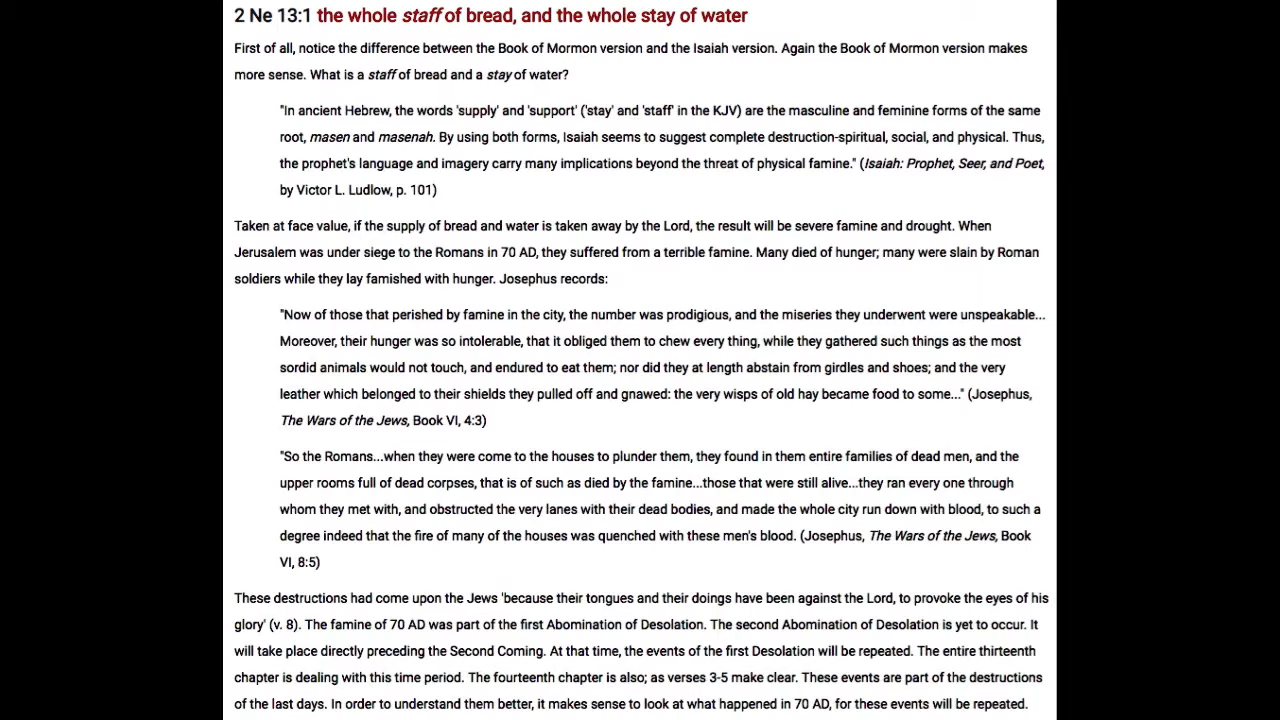 2 Ne 13:1 the whole staff of bread, and the whole stay of water
First of all, notice the difference between the Book of Mormon version and the Isaiah version. Again the Book of Mormon version makes
more sense. What is a staff of bread and a stay of water?
"In ancient Hebrew, the words 'supply' and 'support' ('stay' and 'staff' in the KJV) are the masculine and feminine forms of the same
root, masen and masenah. By using both forms, Isaiah seems to suggest complete destruction-spiritual, social, and physical. Thus,
the prophet's language and imagery carry many implications beyond the threat of physical famine." (Isaiah: Prophet, Seer, and Poet,
by Victor L. Ludlow, p. 101)
Taken at face value, if the supply of bread and water is taken away by the Lord, the result will be severe famine and drought. When
Jerusalem was under siege to the Romans in 70 AD, they suffered from a terrible famine. Many died of hunger; many were slain by Roman
soldiers while they lay famished with hunger. Josephus records:
"Now of those that perished by famine in the city, the number was prodigious, and the miseries they underwent were unspeakable...
Moreover, their hunger was so intolerable, that it obliged them to chew every thing, while they gathered such things as the most
sordid animals would not touch, and endured to eat them; nor did they at length abstain from girdles and shoes; and the very
leather which belonged to their shields they pulled off and gnawed: the very wisps of old hay became food to some..." (Josephus,
The Wars of the Jews, Book VI, 4:3)
"So the Romans...when they were come to the houses to plunder them, they found in them entire families of dead men, and the
upper rooms full of dead corpses, that is of such as died by the famine...those that were still alive...they ran every one through
whom they met with, and obstructed the very lanes with their dead bodies, and made the whole city run down with blood, to such a
degree indeed that the fire of many of the houses was quenched with these men's blood. (Josephus, The Wars of the Jews, Book
VI, 8:5)
These destructions had come upon the Jews 'because their tongues and their doings have been against the Lord, to provoke the eyes of his
glory' (v. 8). The famine of 70 AD was part of the first Abomination of Desolation. The second Abomination of Desolation is yet to occur. It
will take place directly preceding the Second Coming. At that time, the events of the first Desolation will be repeated. The entire thirteenth
chapter is dealing with this time period. The fourteenth chapter is also; as verses 3-5 make clear. These events are part of the destructions
of the last days. In order to understand them better, it makes sense to look at what happened in 70 AD, for these events will be repeated.